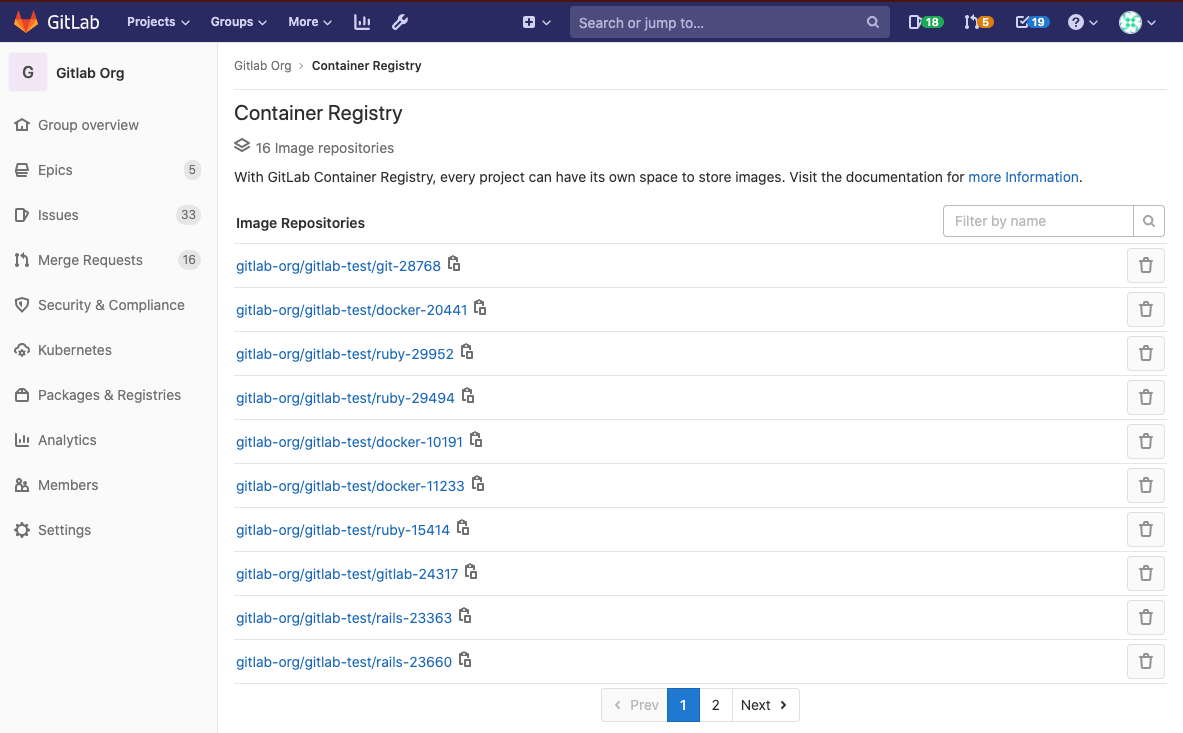 GitLab Projects Groups More Search or jump to... 18 5 19
G Gitlab Org
Group overview
Epics 5
Issues 33
Merge Requests 16
Security & Compliance
Kubernetes
Packages & Registries
Analytics
Members
Settings
Gitlab Org › Container Registry
Container Registry
16 Image repositories
With GitLab Container Registry, every project can have its own space to store images. Visit the documentation for more Information.
Image Repositories Filter by name
gitlab-org/gitlab-test/git-28768
gitlab-org/gitlab-test/docker-20441
gitlab-org/gitlab-test/ruby-29952
gitlab-org/gitlab-test/ruby-29494
gitlab-org/gitlab-test/docker-10191
gitlab-org/gitlab-test/docker-11233
gitlab-org/gitlab-test/ruby-15414
gitlab-org/gitlab-test/gitlab-24317
gitlab-org/gitlab-test/rails-23363
gitlab-org/gitlab-test/rails-23660
Prev 1 2 Next